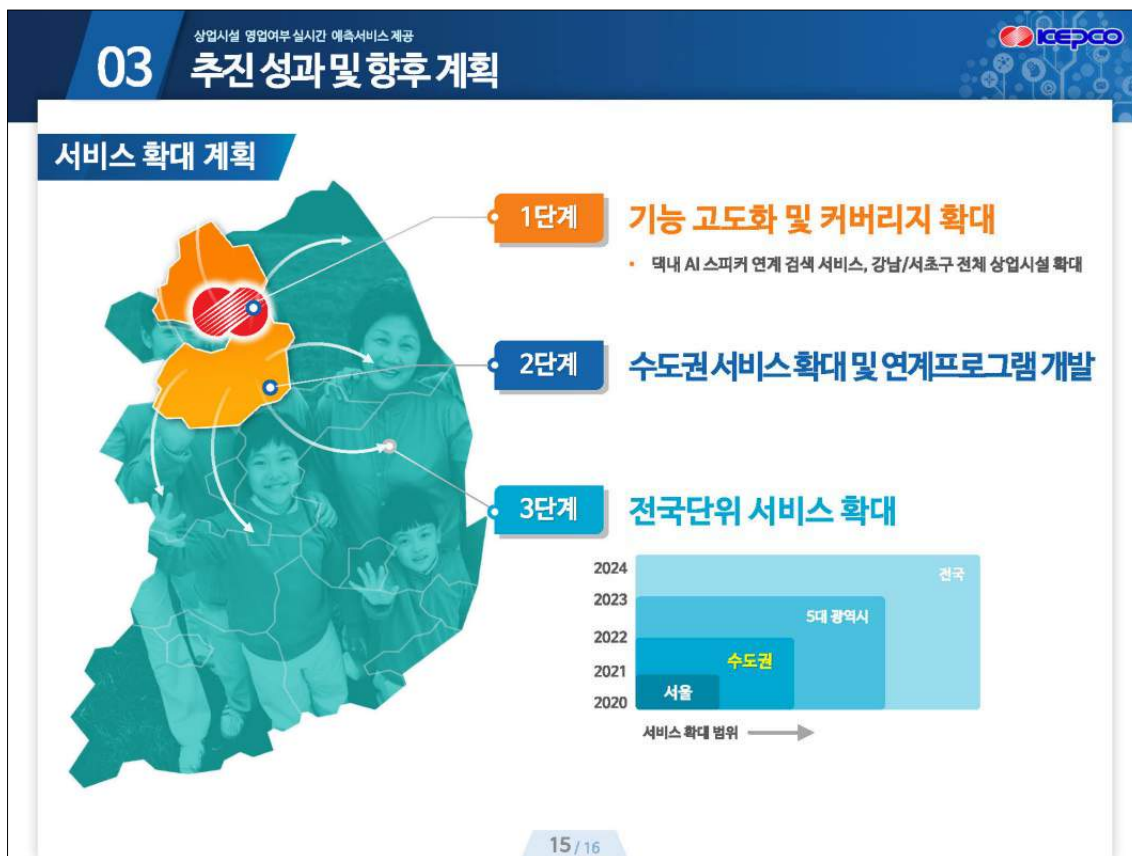 03
상업시설 영업여부 실시간 예측서비스 제공
추진 성과 및 향후 계획
KEPCO
서비스 확대 계획
1단계
기능 고도화 및 커버리지 확대
• 댁내 AI 스피커 연계 검색 서비스, 강남/서초구 전체 상업시설 확대
2단계
수도권 서비스 확대 및 연계프로그램 개발
3단계
전국단위 서비스 확대
2024
전국
2023
5대 광역시
2022
수도권
2021
서울
2020
서비스 확대 범위
15 / 16